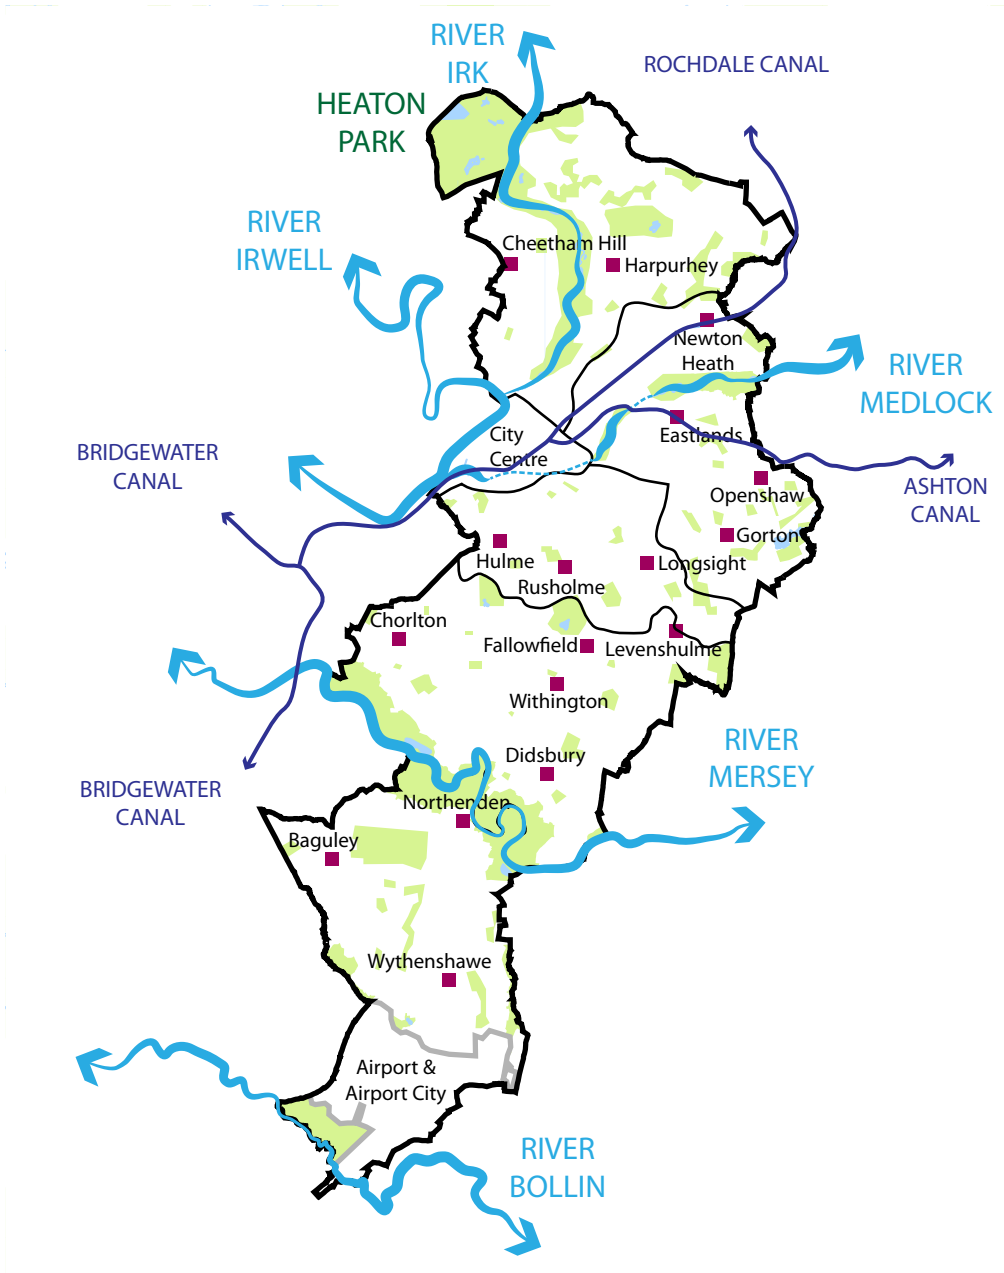 RIVER
IRK
ROCHDALE CANAL
HEATON
PARK
RIVER
IRWELL
Cheetham Hill
Harpurhey
Newton
Heath
RIVER
MEDLOCK
City
Centre
Eastlands
BRIDGEWATER
CANAL
ASHTON
CANAL
Openshaw
Gorton
Hulme
Rusholme
Longsight
Chorlton
Fallowfield
Levenshulme
Withington
Didsbury
RIVER
MERSEY
BRIDGEWATER
CANAL
Northenden
Baguley
Wythenshawe
Airport &
Airport City
RIVER
BOLLIN